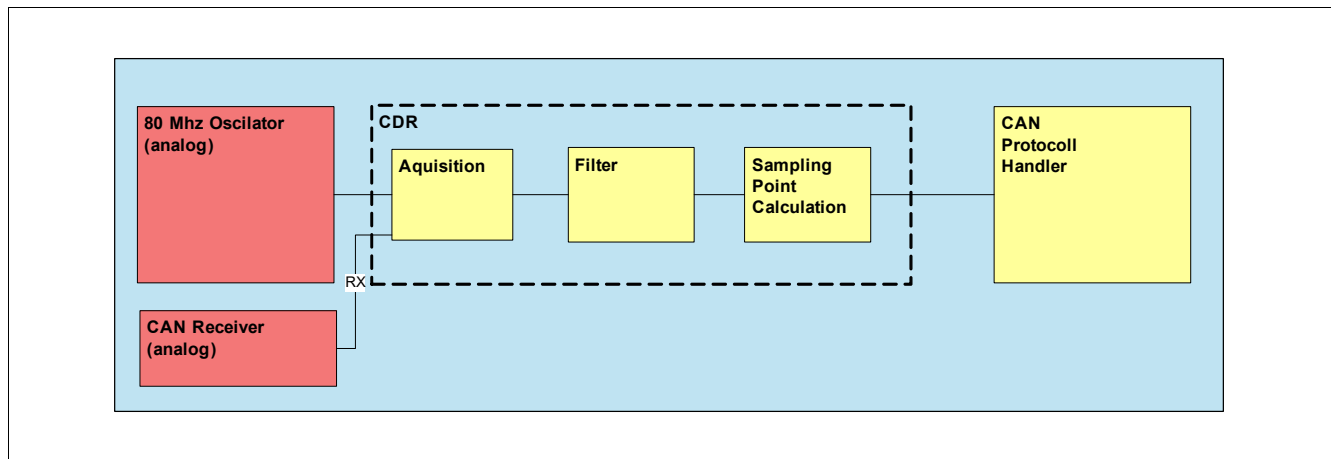 80 Mhz Oscilator
(analog)
CDR
Aquisition
Filter
Sampling
Point
Calculation
CAN
Protocoll
Handler
RX
CAN Receiver
(analog)